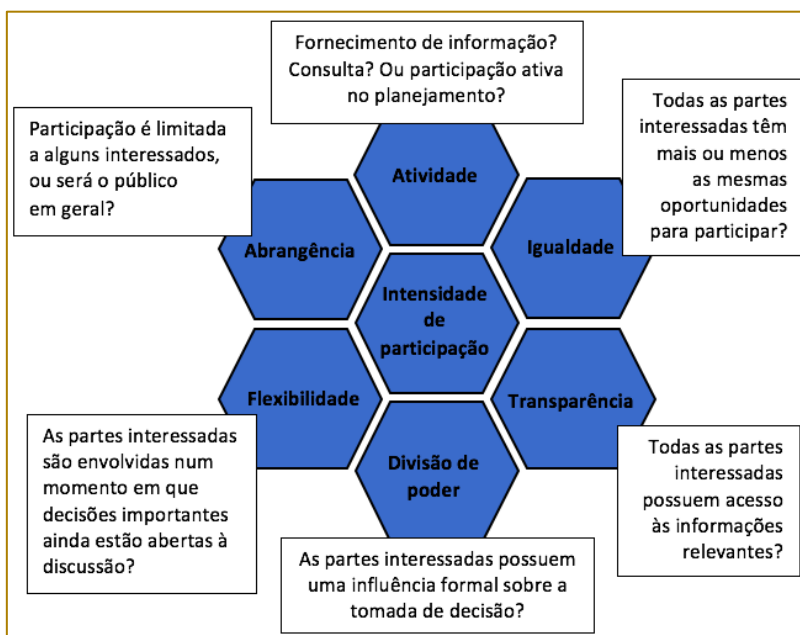 Fornecimento de informação?
Consulta? Ou participação ativa
no planejamento?
Participação é limitada
a alguns interessados,
ou será o público
em geral?
Todas as partes
interessadas têm
mais ou menos
as mesmas
oportunidades
para participar?
Atividade
Abrangência
Igualdade
Intensidade
de
participação
Flexibilidade
Transparência
Divisão de
poder
As partes interessadas
são envolvidas num
momento em que
decisões importantes
ainda estão abertas à
discussão?
Todas as partes
interessadas
possuem acesso
às informações
relevantes?
As partes interessadas possuem
uma influência formal sobre a
tomada de decisão?